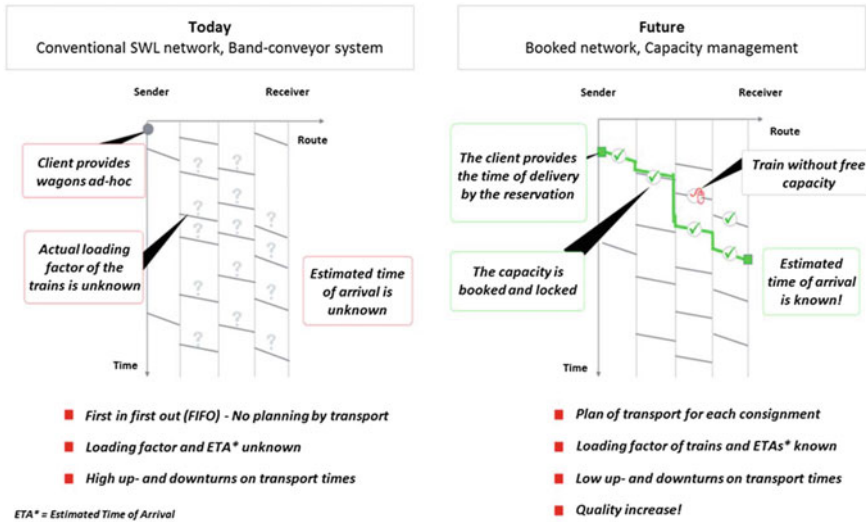 Today
Conventional SWL network, Band-conveyor system
Sender
Receiver
Route
Client provides
wagons ad-hoc
?
?
?
?
?
?
?
?
?
?
?
?
?
Actual loading
factor of the
trains is unknown
Estimated time
of arrival is
unknown
Time
First in first out (FIFO) - No planning by transport
Loading factor and ETA* unknown
High up- and downturns on transport times
ETA* = Estimated Time of Arrival
Future
Booked network, Capacity management
Sender
Receiver
Route
The client provides
the time of delivery
by the reservation
Train without free
capacity
The capacity is
booked and locked
Estimated
time of arrival
is known!
Time
Plan of transport for each consignment
Loading factor of trains and ETAs* known
Low up- and downturns on transport times
Quality increase!